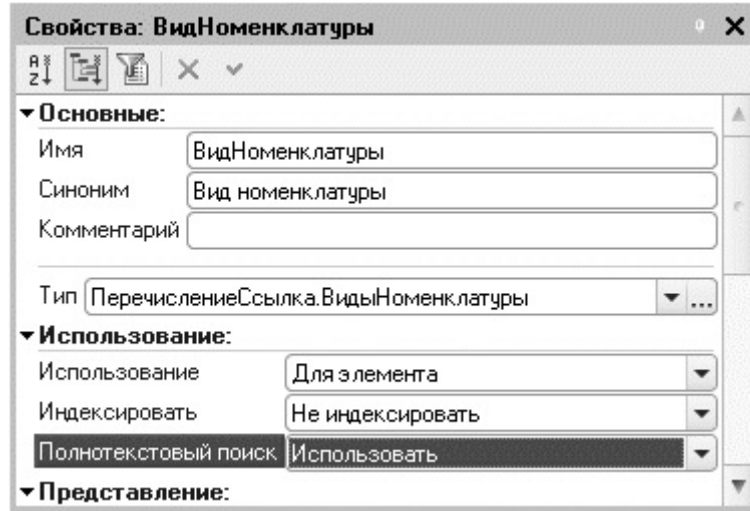 Свойства: ВидНоменклатуры
Основные:
Имя ВидНоменклатуры
Синоним Вид номенклатуры
Комментарий
Тип ПеречислениеСсылка.ВидыНоменклатуры ...
Использование:
Использование Для элемента
Индексировать Не индексировать
Полнотекстовый поиск Использовать
Представление: